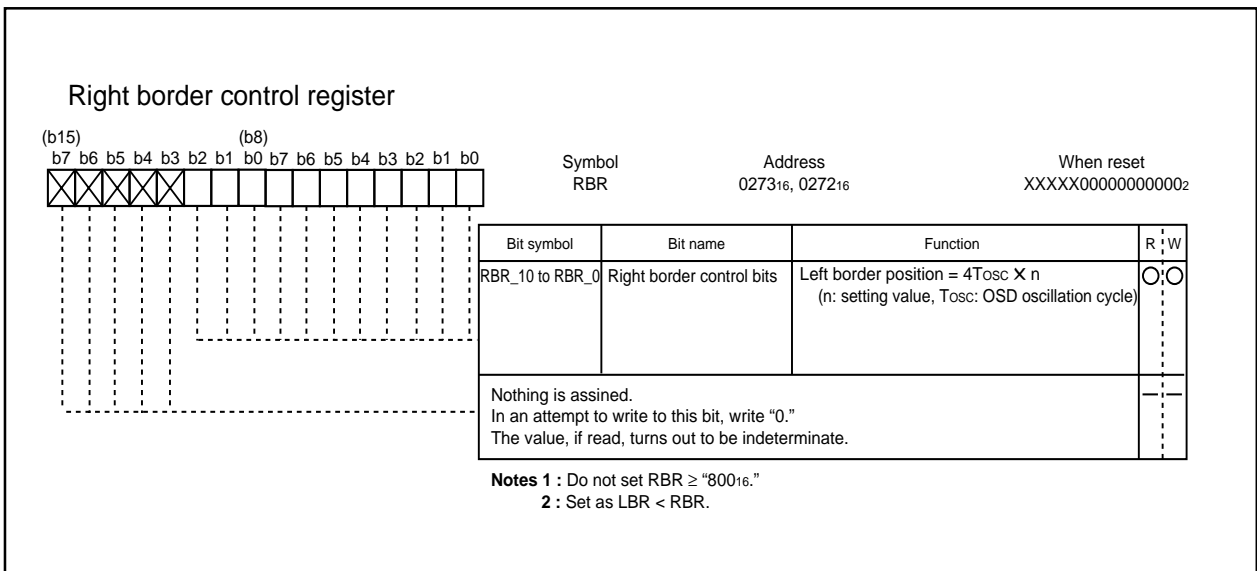 Right border control register
(b15) (b8)
b7 b6 b5 b4 b3 b2 b1 b0 b7 b6 b5 b4 b3 b2 b1 b0
Symbol Address When reset
RBR 027316, 027216 XXXXX000000000002
Bit symbol Bit name Function R W
RBR_10 to RBR_0 Right border control bits Left border position = 4Tosc X n
(n: setting value, Tosc: OSD oscillation cycle)
Nothing is assined.
In an attempt to write to this bit, write “0.”
The value, if read, turns out to be indeterminate.
Notes 1 : Do not set RBR ≥ “80016.”
2 : Set as LBR < RBR.